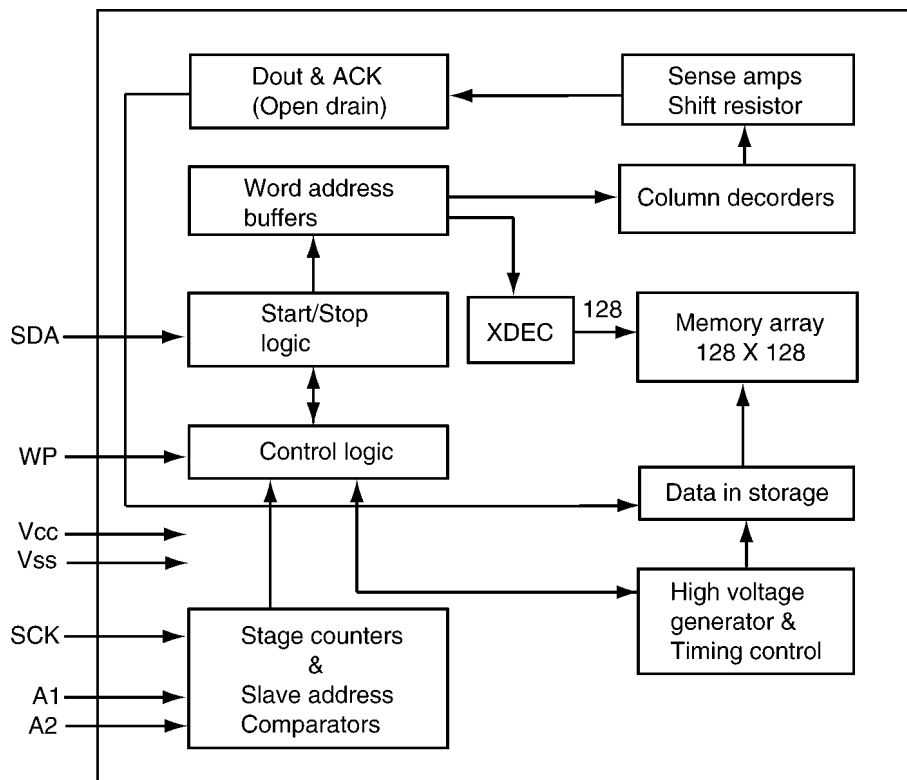 Dout & ACK
(Open drain)
Sense amps
Shift resistor
Word address
buffers
Column decorders
SDA
Start/Stop
logic
XDEC
128
Memory array
128 X 128
WP
Control logic
Data in storage
Vcc
Vss
High voltage
generator &
Timing control
SCK
Stage counters
&
Slave address
Comparators
A1
A2